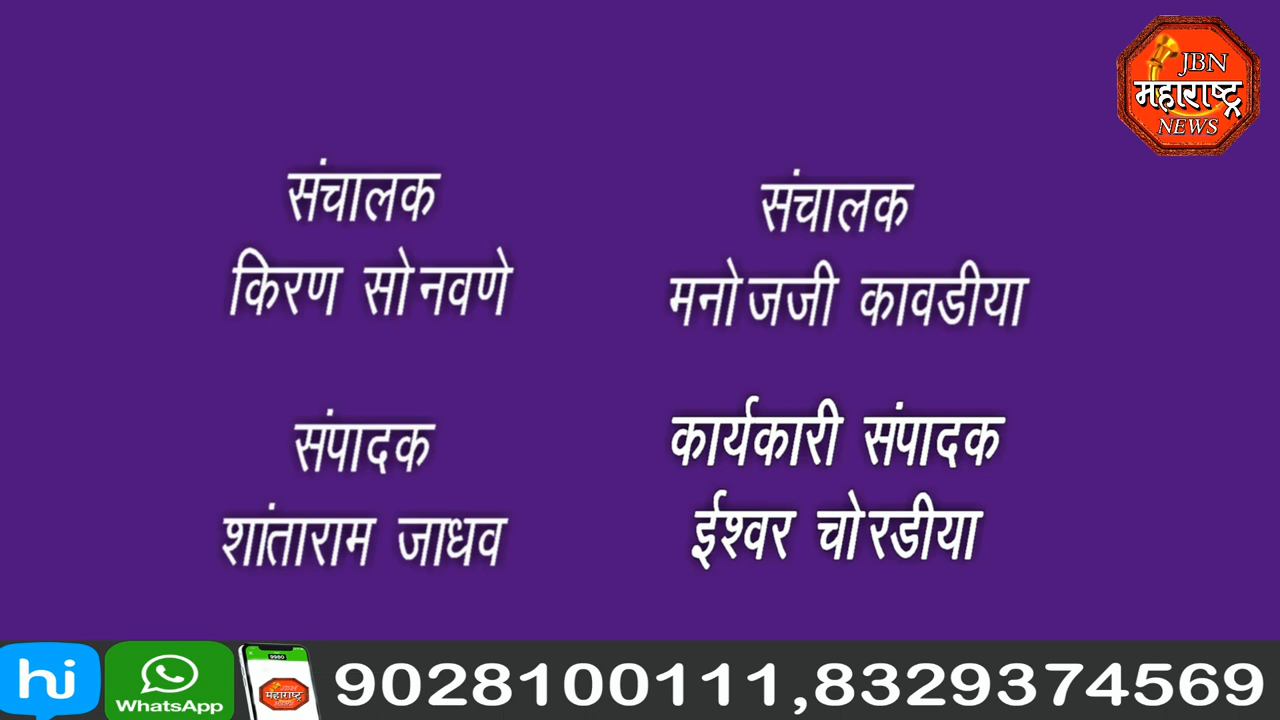 JBN
महाराष्ट्र
NEWS
संचालक
किरण सोनवणे
संचालक
मनोजजी कावडीया
संपादक
शांताराम जाधव
कार्यकारी संपादक
ईश्वर चोरडीया
hi
WhatsApp
महाराष्ट्र
9028100111,8329374569